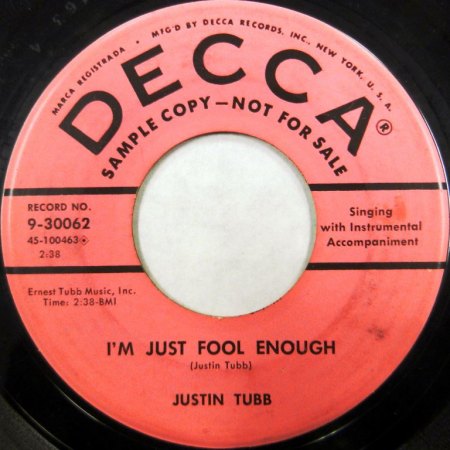 MARCA REGISTRADA • MF'G BY DECCA RECORDS, INC., NEW YORK, U.S.A.
DECCA®
SAMPLE COPY—NOT FOR SALE
RECORD NO.
9-30062
45-100463
2:38
Singing
with Instrumental
Accompaniment
Ernest Tubb Music, Inc.
Time: 2:38-BMI
I'M JUST FOOL ENOUGH
(Justin Tubb)
JUSTIN TUBB